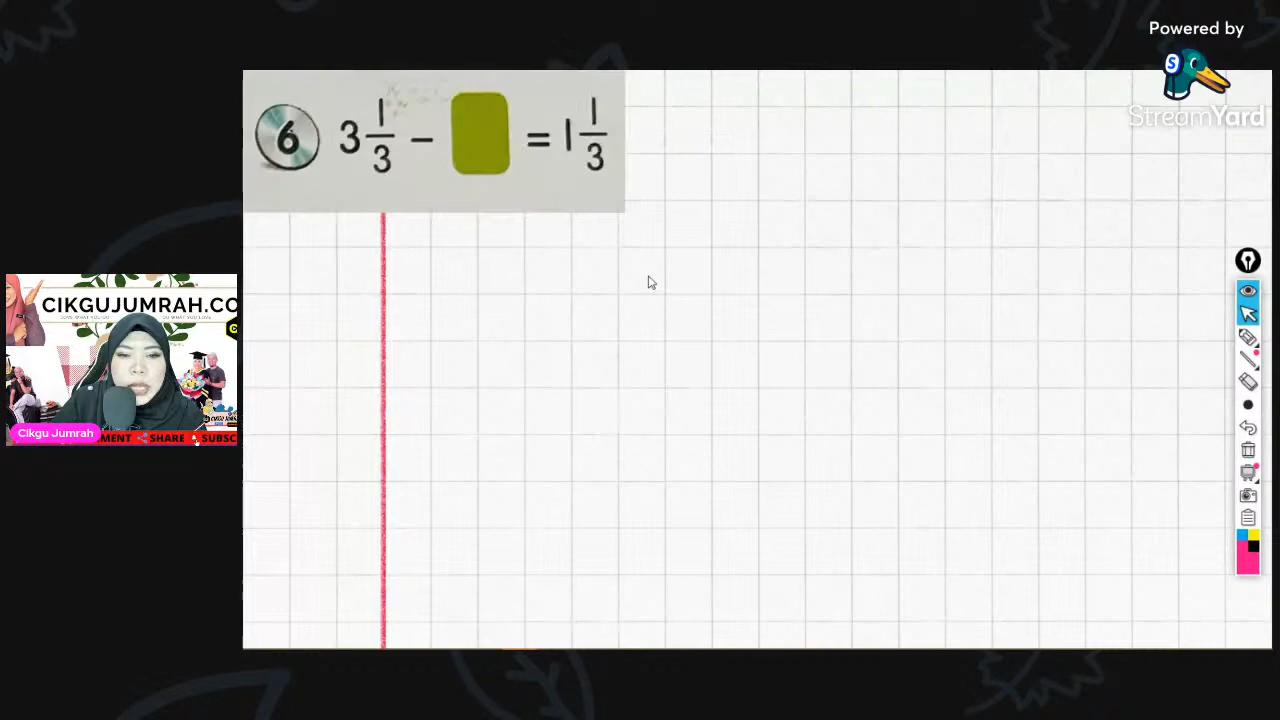 Powered by
StreamYard
6 3 1/3 − = 1 1/3
CIKGUJUMRAH.CO
Cikgu Jumrah
MENT SHARE SUBSC